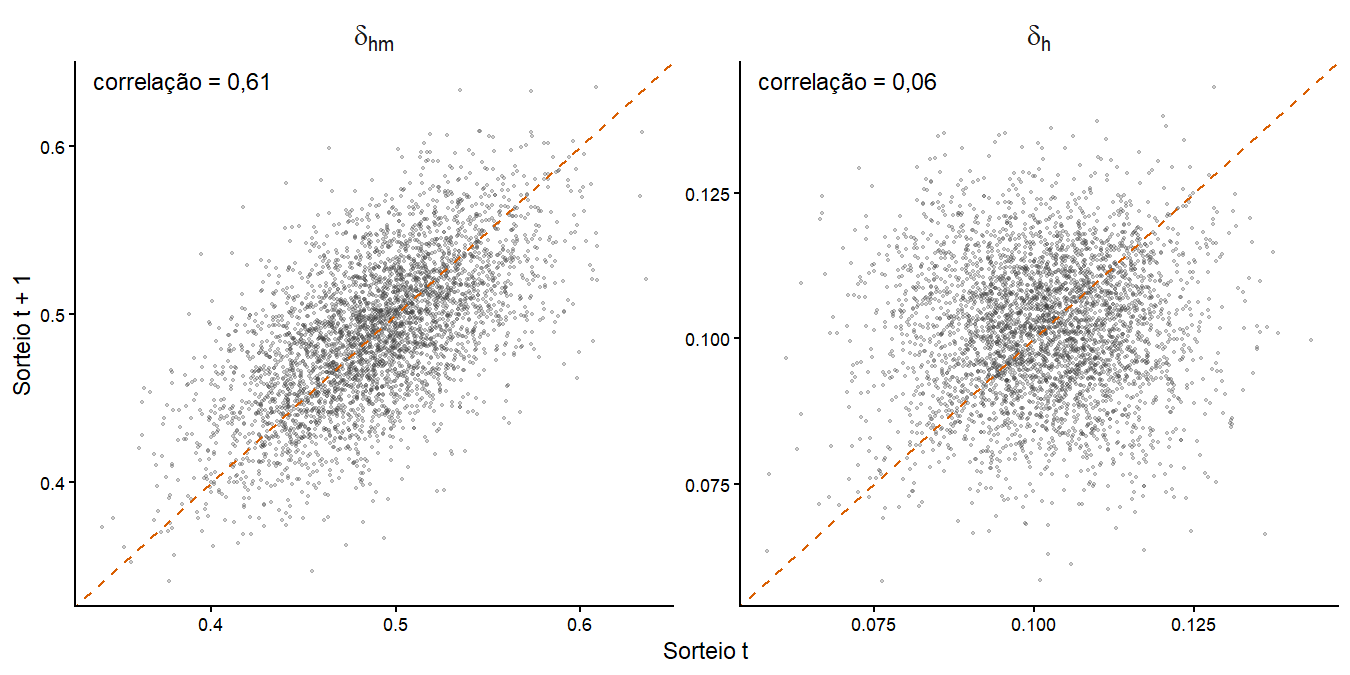 δhm
δh
correlação = 0,61
correlação = 0,06
Sorteio t + 1
0.6
0.5
0.4
0.4
0.5
0.6
0.125
0.100
0.075
0.075
0.100
0.125
Sorteio t